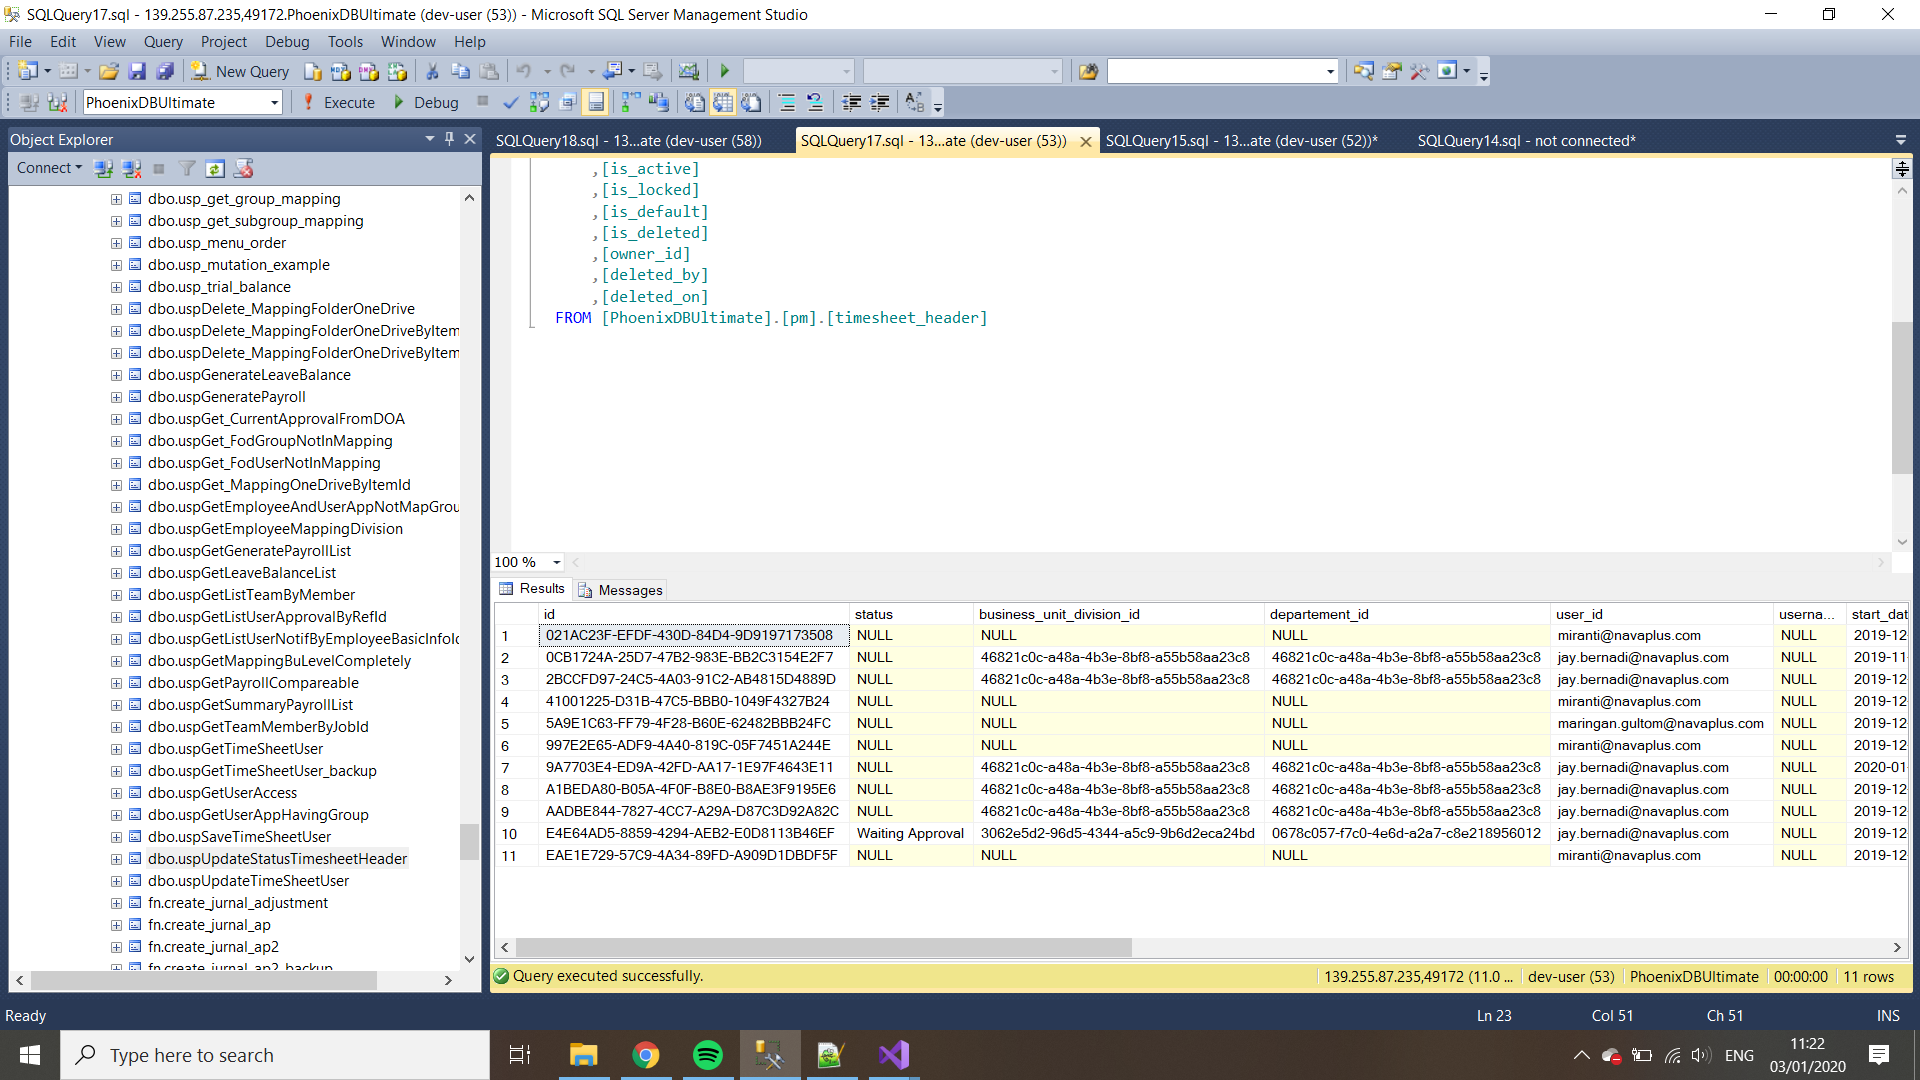 SQLQuery17.sql - 139.255.87.235,49172.PhoenixDBUltimate (dev-user (53)) - Microsoft SQL Server Management Studio
File Edit View Query Project Debug Tools Window Help
New Query
PhoenixDBUltimate Execute Debug
Object Explorer
Connect
dbo.usp_get_group_mapping
dbo.usp_get_subgroup_mapping
dbo.usp_menu_order
dbo.usp_mutation_example
dbo.usp_trial_balance
dbo.uspDelete_MappingFolderOneDrive
dbo.uspDelete_MappingFolderOneDriveByItem
dbo.uspDelete_MappingFolderOneDriveByItem
dbo.uspGenerateLeaveBalance
dbo.uspGeneratePayroll
dbo.uspGet_CurrentApprovalFromDOA
dbo.uspGet_FodGroupNotInMapping
dbo.uspGet_FodUserNotInMapping
dbo.uspGet_MappingOneDriveByItemId
dbo.uspGetEmployeeAndUserAppNotMapGrou
dbo.uspGetEmployeeMappingDivision
dbo.uspGetGeneratePayrollList
dbo.uspGetLeaveBalanceList
dbo.uspGetListTeamByMember
dbo.uspGetListUserApprovalByRefId
dbo.uspGetListUserNotifByEmployeeBasicInfoId
dbo.uspGetMappingBuLevelCompletely
dbo.uspGetPayrollCompareable
dbo.uspGetSummaryPayrollList
dbo.uspGetTeamMemberByJobId
dbo.uspGetTimeSheetUser
dbo.uspGetTimeSheetUser_backup
dbo.uspGetUserAccess
dbo.uspGetUserAppHavingGroup
dbo.uspSaveTimeSheetUser
dbo.uspUpdateStatusTimesheetHeader
dbo.uspUpdateTimeSheetUser
fn.create_jurnal_adjustment
fn.create_jurnal_ap
fn.create_jurnal_ap2
fn.create_jurnal_ap2_backup
SQLQuery18.sql - 13...ate (dev-user (58)) SQLQuery17.sql - 13...ate (dev-user (53)) SQLQuery15.sql - 13...ate (dev-user (52))* SQLQuery14.sql - not connected*
,[is_active]
,[is_locked]
,[is_default]
,[is_deleted]
,[owner_id]
,[deleted_by]
,[deleted_on]
FROM [PhoenixDBUltimate].[pm].[timesheet_header]
100 %
Results Messages
id status business_unit_division_id departement_id user_id userna... start_dat
1 021AC23F-EFDF-430D-84D4-9D9197173508 NULL NULL NULL miranti@navaplus.com NULL 2019-12
2 0CB1724A-25D7-47B2-983E-BB2C3154E2F7 NULL 46821c0c-a48a-4b3e-8bf8-a55b58aa23c8 46821c0c-a48a-4b3e-8bf8-a55b58aa23c8 jay.bernadi@navaplus.com NULL 2019-11
3 2BCCFD97-24C5-4A03-91C2-AB4815D4889D NULL 46821c0c-a48a-4b3e-8bf8-a55b58aa23c8 46821c0c-a48a-4b3e-8bf8-a55b58aa23c8 jay.bernadi@navaplus.com NULL 2019-12
4 41001225-D31B-47C5-BBB0-1049F4327B24 NULL NULL NULL miranti@navaplus.com NULL 2019-12
5 5A9E1C63-FF79-4F28-B60E-62482BBB24FC NULL NULL NULL maringan.gultom@navaplus.com NULL 2019-12
6 997E2E65-ADF9-4A40-819C-05F7451A244E NULL NULL NULL miranti@navaplus.com NULL 2019-12
7 9A7703E4-ED9A-42FD-AA17-1E97F4643E11 NULL 46821c0c-a48a-4b3e-8bf8-a55b58aa23c8 46821c0c-a48a-4b3e-8bf8-a55b58aa23c8 jay.bernadi@navaplus.com NULL 2020-01
8 A1BEDA80-B05A-4F0F-B8E0-B8AE3F9195E6 NULL 46821c0c-a48a-4b3e-8bf8-a55b58aa23c8 46821c0c-a48a-4b3e-8bf8-a55b58aa23c8 jay.bernadi@navaplus.com NULL 2019-12
9 AADBE844-7827-4CC7-A29A-D87C3D92A82C NULL 46821c0c-a48a-4b3e-8bf8-a55b58aa23c8 46821c0c-a48a-4b3e-8bf8-a55b58aa23c8 jay.bernadi@navaplus.com NULL 2019-12
10 E4E64AD5-8859-4294-AEB2-E0D8113B46EF Waiting Approval 3062e5d2-96d5-4344-a5c9-9b6d2eca24bd 0678c057-f7c0-4e6d-a2a7-c8e218956012 jay.bernadi@navaplus.com NULL 2019-12
11 EAE1E729-57C9-4A34-89FD-A909D1DBDF5F NULL NULL NULL miranti@navaplus.com NULL 2019-12
Query executed successfully. 139.255.87.235,49172 (11.0 ... dev-user (53) PhoenixDBUltimate 00:00:00 11 rows
Ready Ln 23 Col 51 Ch 51 INS
Type here to search ENG 11:22
03/01/2020